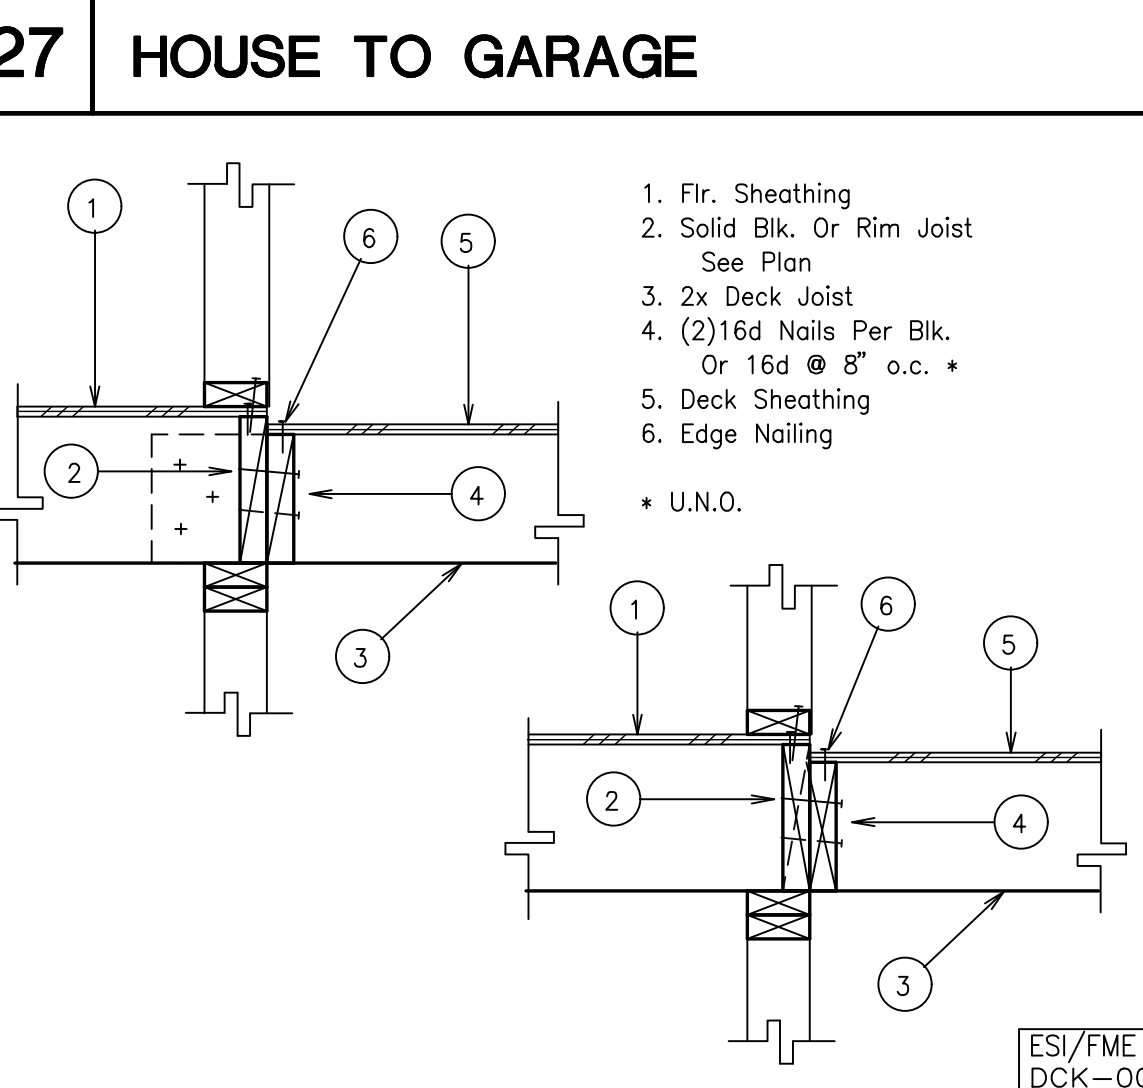 27 HOUSE TO GARAGE
1. Flr. Sheathing
2. Solid Blk. Or Rim Joist
See Plan
3. 2x Deck Joist
4. (2)16d Nails Per Blk.
Or 16d @ 8" o.c. *
5. Deck Sheathing
6. Edge Nailing
* U.N.O.
1
6
5
2
4
3
1
6
5
2
4
3
ESI/FME
DCK-00